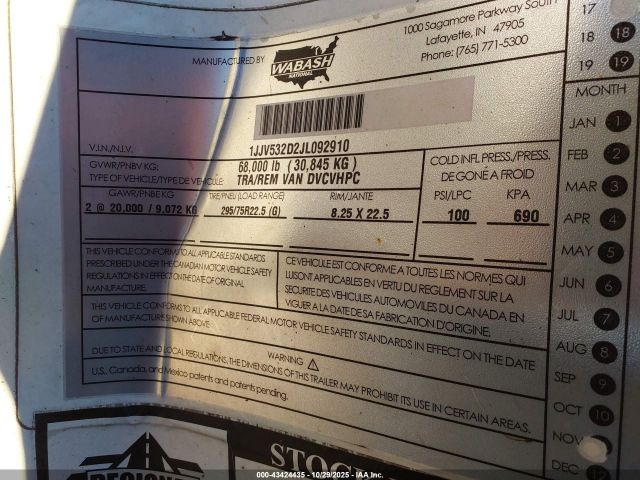 1000 Sagamore Parkway South
Lafayette, IN 47905
Phone: (765) 771-5300
MANUFACTURED BY
WABASH
NATIONAL
V.I.N./N.I.V.
1JJV532D2JL092910
GVWR/PNBV KG:
68,000 lb (30,845 KG)
TYPE OF VEHICLE/TYPE DE VEHICULE:
TRA/REM VAN DVCVHPC
COLD INFL PRESS./PRESS.
DE GONF A FROID
GAWR/PNBE KG
TIRE/PNEU (LOAD RANGE)
RIM/JANTE
PSI/LPC
KPA
2 @ 20,000 / 9,072 KG
295/75R22.5 (G)
8.25 X 22.5
100
690
THIS VEHICLE CONFORMS TO ALL APPLICABLE STANDARDS
PRESCRIBED UNDER THE CANADIAN MOTOR VEHICLE SAFETY
REGULATIONS IN EFFECT ON THE DATE OF ORIGINAL
MANUFACTURE.
CE VEHICULE EST CONFORME A TOUTES LES NORMES QUI
LUISONT APPLICABLES EN VERTU DU REGLEMENT SUR LA
SECURITE DES VEHICULES AUTOMOVILES DU CANADA EN
VIGUER A LA DATE DE SA FABRICATION D'ORIGINE.
THIS VEHICLE CONFORMS TO ALL APPLICABLE FEDERAL MOTOR VEHICLE SAFETY STANDARDS IN EFFECT ON THE DATE
OF MANUFACTURE SHOWN ABOVE.
WARNING
DUE TO STATE AND LOCAL REGULATIONS, THE DIMENSIONS OF THIS TRAILER MAY PROHIBIT ITS USE IN CERTAIN AREAS.
U.S., Canada, and Mexico patents and patents pending.
17
18 18
19 19
MONTH
JAN 1
FEB 2
MAR 3
APR 4
MAY 5
JUN 6
JUL 7
AUG 8
SEP 9
OCT 10
NOV
DEC 12
STOC
REGION
000-43424435 - 10/29/2025 - IAA Inc.